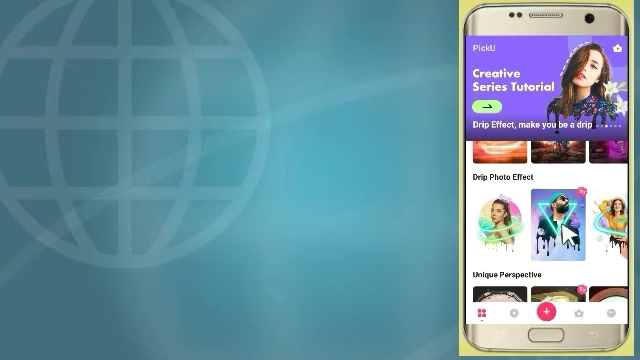 PickU
Creative
Series Tutorial
Drip Effect, make you be a drip
Drip Photo Effect
Unique Perspective